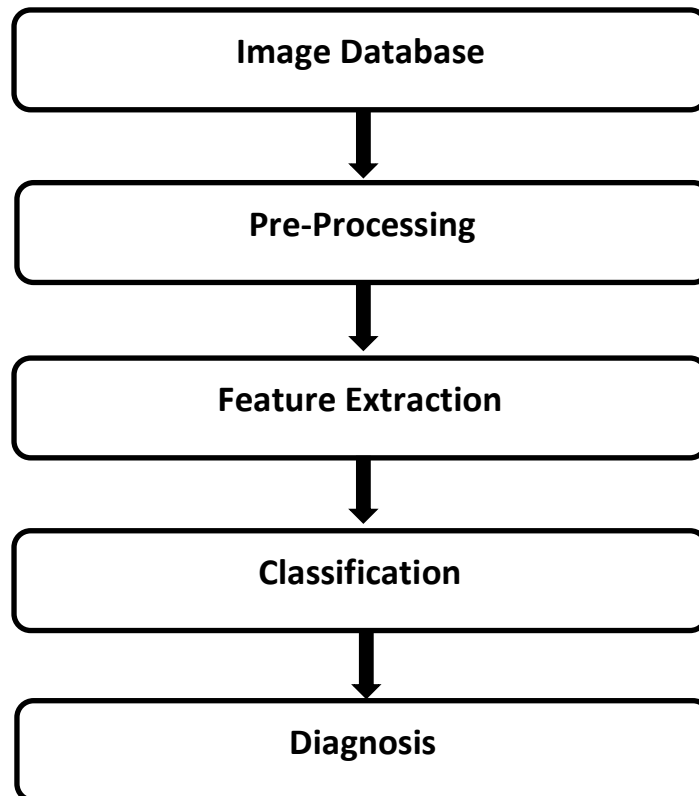 Image Database
Pre-Processing
Feature Extraction
Classification
Diagnosis